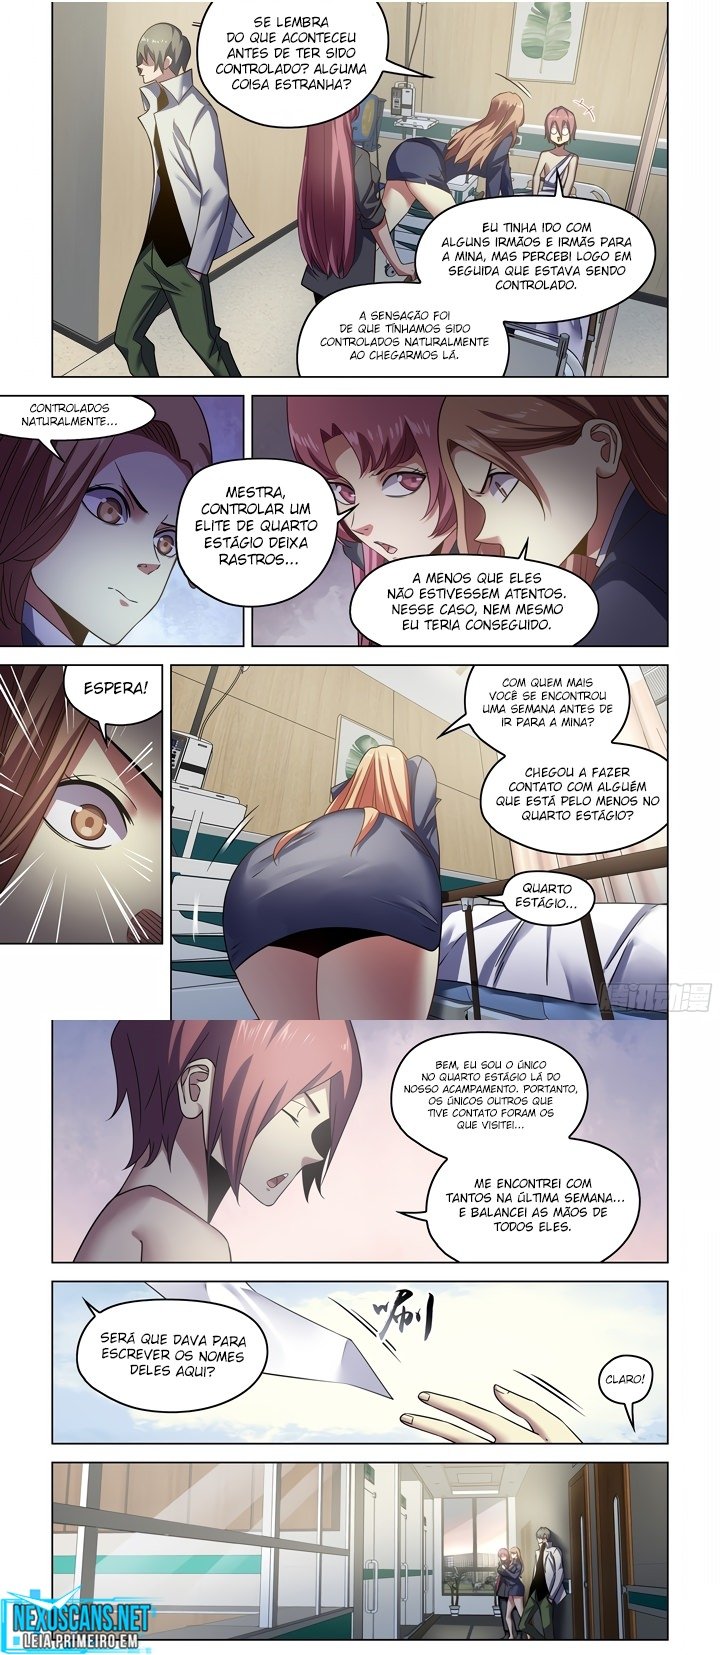 SE LEMBRA
DO QUE ACONTECEU
ANTES DE TER SIDO
CONTROLADO? ALGUMA
COISA ESTRANHA?
EU TINHA IDO COM
ALGUNS IRMÃOS E IRMÃS PARA
A MINA, MAS PERCEBI LOGO EM
SEGUIDA QUE ESTAVA SENDO
CONTROLADO.
A SENSAÇÃO FOI
DE QUE TÍNHAMOS SIDO
CONTROLADOS NATURALMENTE
AO CHEGARMOS LÁ.
CONTROLADOS
NATURALMENTE...
MESTRA,
CONTROLAR UM
ELITE DE QUARTO
ESTÁGIO DEIXA
RASTROS...
A MENOS QUE ELES
NÃO ESTIVESSEM ATENTOS.
NESSE CASO, NEM MESMO
EU TERIA CONSEGUIDO.
ESPERA!
COM QUEM MAIS
VOCÊ SE ENCONTROU
UMA SEMANA ANTES DE
IR PARA A MINA?
CHEGOU A FAZER
CONTATO COM ALGUÉM
QUE ESTÁ PELO MENOS NO
QUARTO ESTÁGIO?
QUARTO
ESTÁGIO...
腾讯动漫
BEM, EU SOU O ÚNICO
NO QUARTO ESTÁGIO LÁ DO
NOSSO ACAMPAMENTO. PORTANTO,
OS ÚNICOS OUTROS QUE
TIVE CONTATO FORAM OS
QUE VISITEI...
ME ENCONTREI COM
TANTOS NA ÚLTIMA SEMANA...
E BALANCEI AS MÃOS DE
TODOS ELES.
唰
SERÁ QUE DAVA PARA
ESCREVER OS NOMES
DELES AQUI?
CLARO!
NEXOSCANS.NET
LEIA PRIMEIRO EM